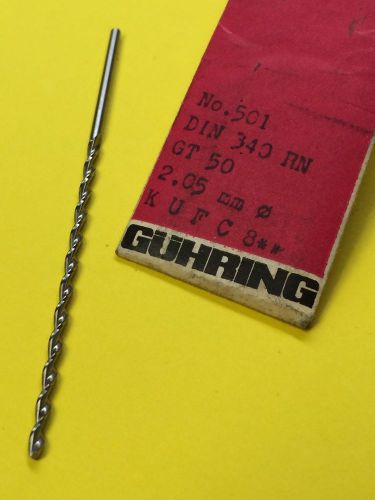 No.501
DIN 340 RN
GT 50
2.05 mm ø
K U F C 8**
GÜHRING